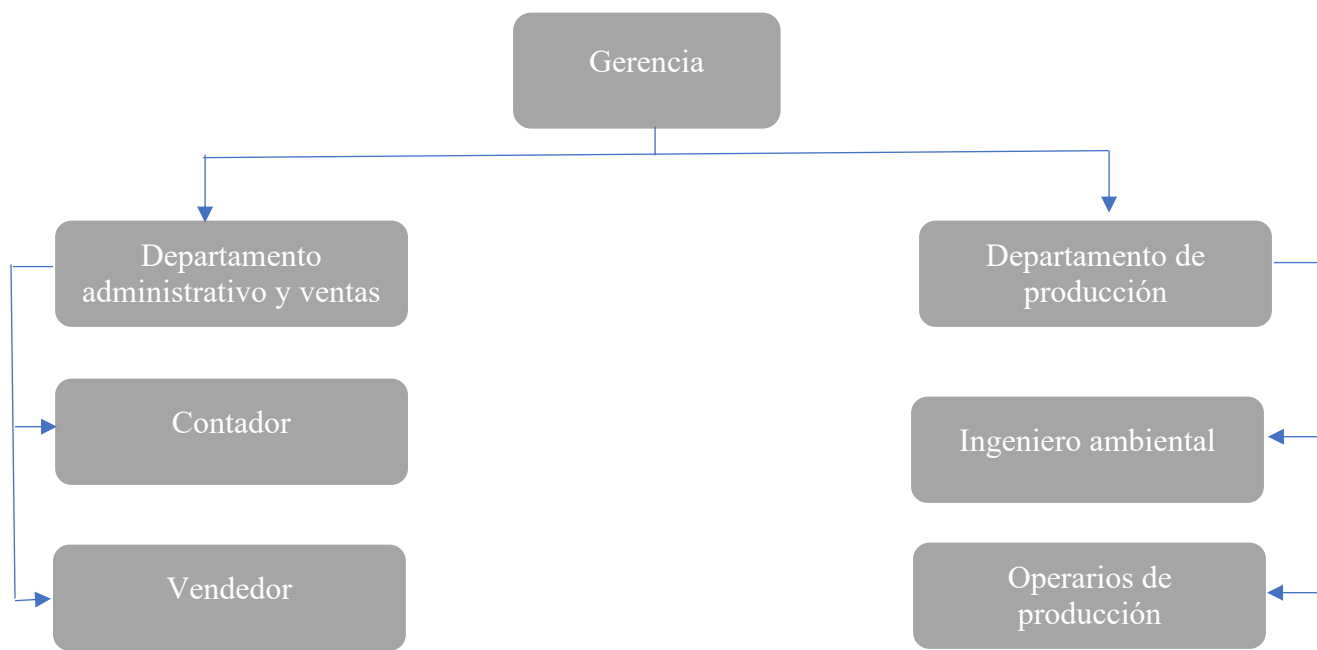 Gerencia
Departamento
administrativo y ventas
Departamento de
producción
Contador
Ingeniero ambiental
Vendedor
Operarios de
producción